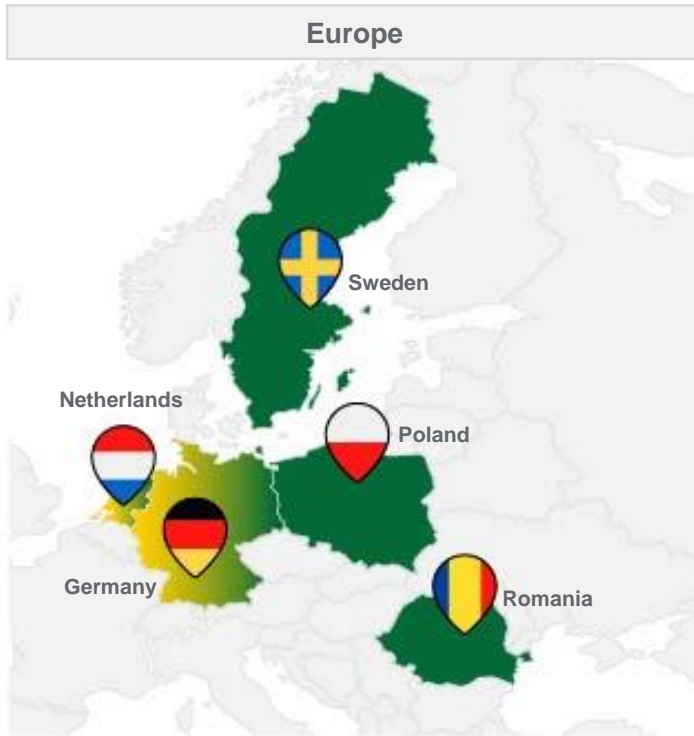 Europe
Sweden
Netherlands
Poland
Germany
Romania